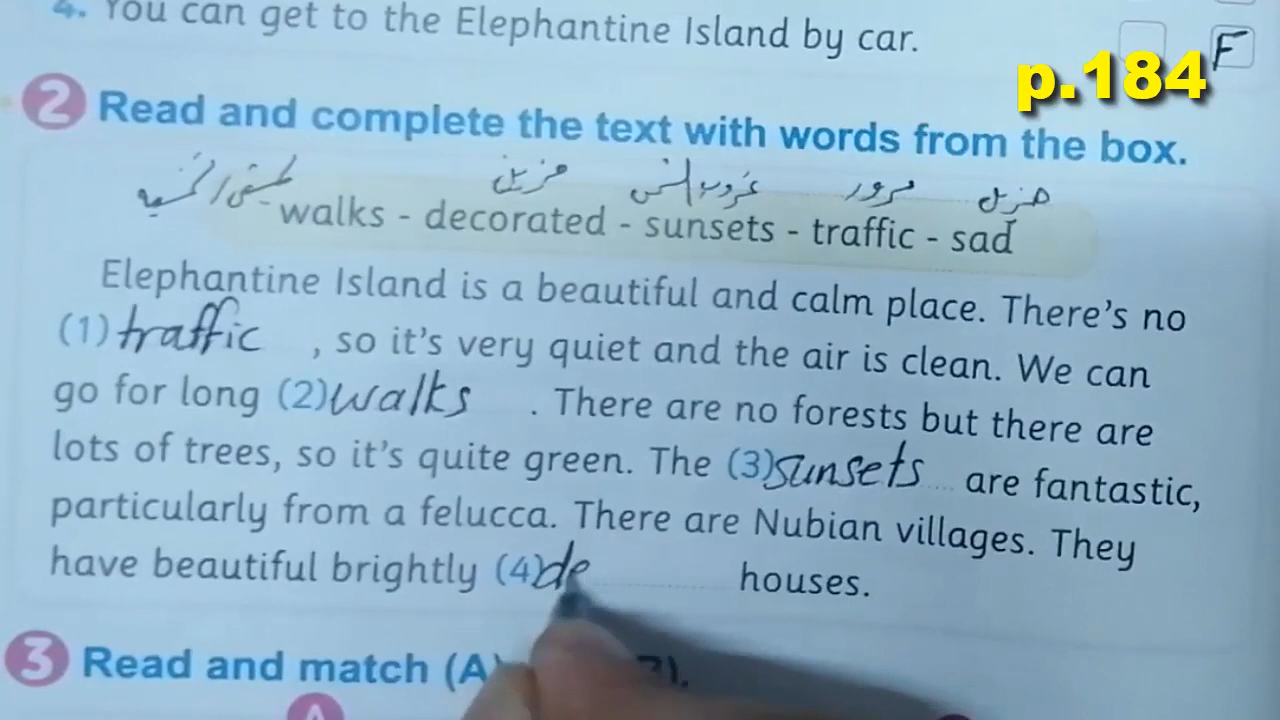 4. You can get to the Elephantine Island by car.
F
p.184
2 Read and complete the text with words from the box.
غروب الشمس مرور
walks - decorated - sunsets - traffic - sad
Elephantine Island is a beautiful and calm place. There's no
(1) traffic , so it's very quiet and the air is clean. We can
go for long (2) walks . There are no forests but there are
lots of trees, so it's quite green. The (3) sunsets are fantastic,
particularly from a felucca. There are Nubian villages. They
have beautiful brightly (4) de houses.
3 Read and match (A)
A